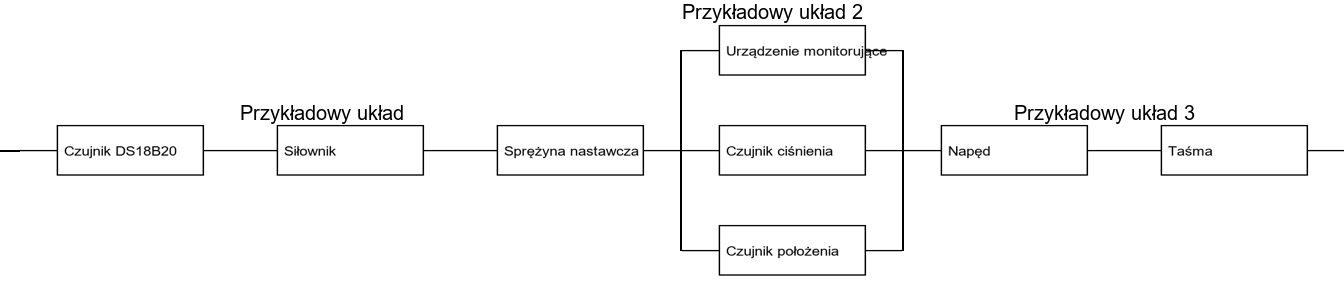 Przykładowy układ 2
Urządzenie monitorujące
Przykładowy układ
Przykładowy układ 3
Czujnik DS18B20
Siłownik
Sprężyna nastawcza
Czujnik ciśnienia
Napęd
Taśma
Czujnik położenia